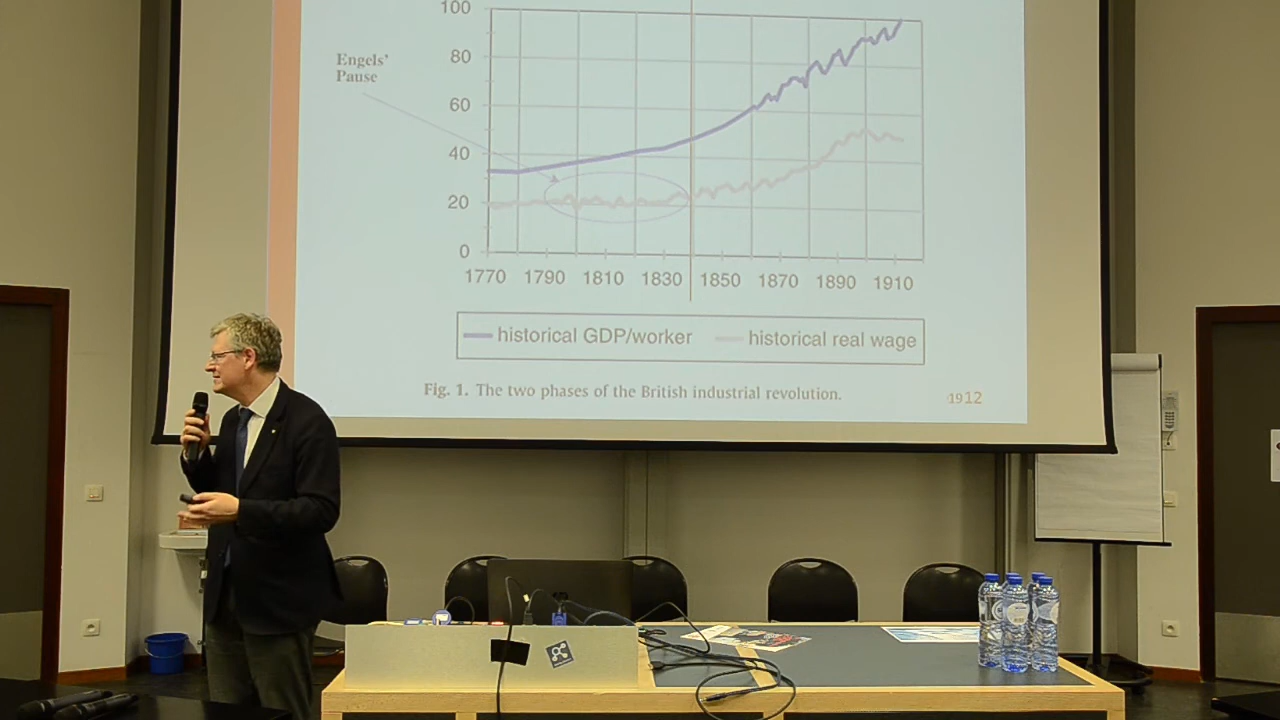 100
Engels'
Pause
80
60
40
20
0
1770 1790 1810 1830 1850 1870 1890 1910
historical GDP/worker historical real wage
Fig. 1. The two phases of the British industrial revolution.
1912